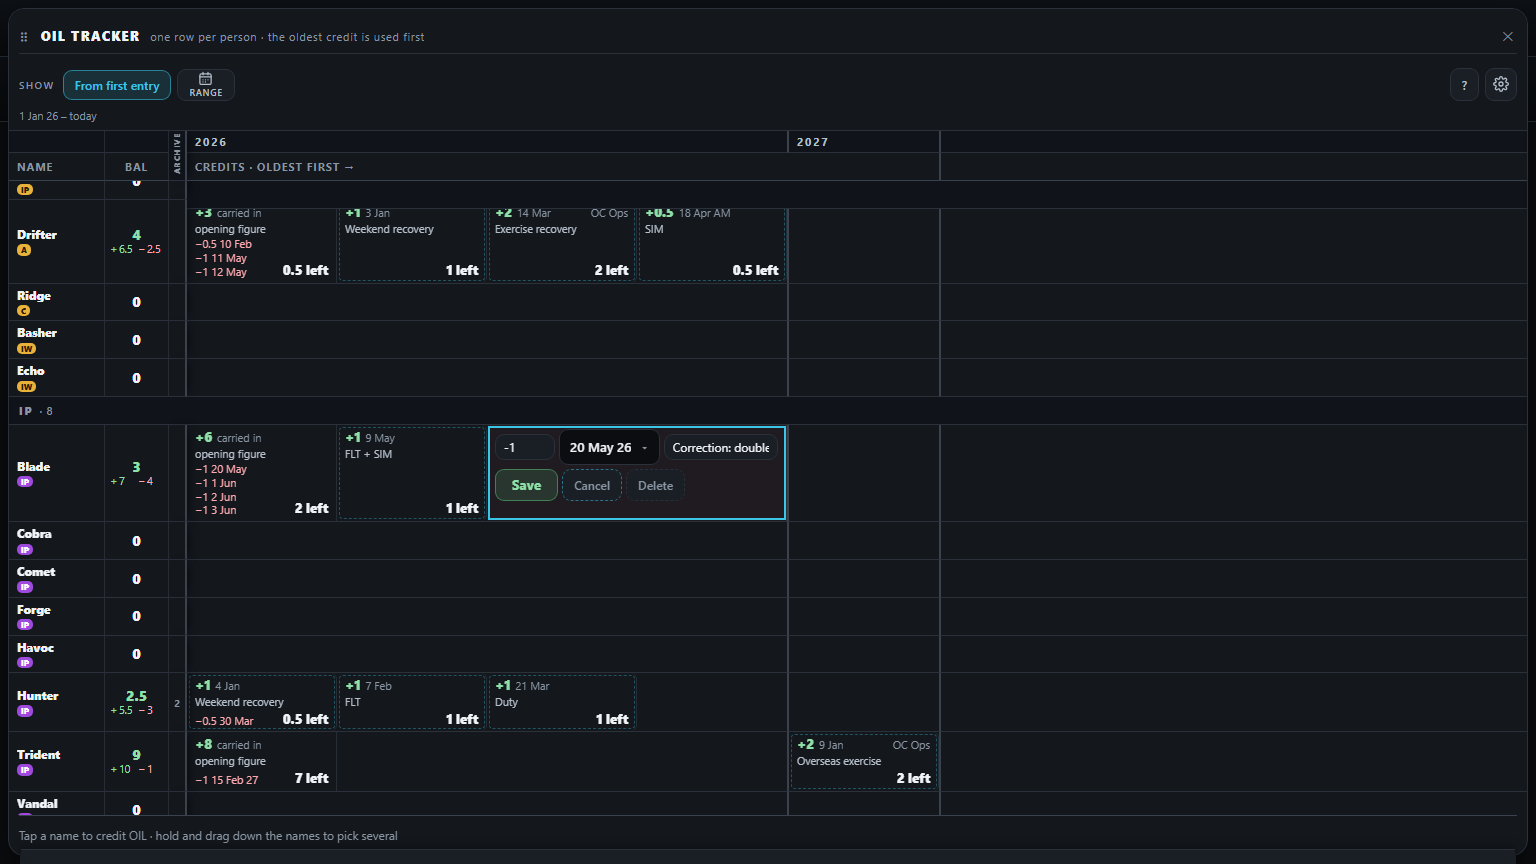 OIL TRACKER one row per person · the oldest credit is used first
SHOW From first entry RANGE ?
1 Jan 26 – today
2026 2027
NAME BAL ARCHIVE CREDITS · OLDEST FIRST →
IP 0
Drifter A 4 +6.5 −2.5
+3 carried in
opening figure
−0.5 10 Feb
−1 11 May
−1 12 May
0.5 left
+1 3 Jan
Weekend recovery
1 left
+2 14 Mar OC Ops
Exercise recovery
2 left
+0.5 18 Apr AM
SIM
0.5 left
Ridge C 0
Basher IW 0
Echo IW 0
IP · 8
Blade IP 3 +7 −4
+6 carried in
opening figure
−1 20 May
−1 1 Jun
−1 2 Jun
−1 3 Jun
2 left
+1 9 May
FLT + SIM
1 left
-1 20 May 26 Correction: double
Save Cancel Delete
Cobra IP 0
Comet IP 0
Forge IP 0
Havoc IP 0
Hunter IP 2.5 +5.5 −3 2
+1 4 Jan
Weekend recovery
−0.5 30 Mar
0.5 left
+1 7 Feb
FLT
1 left
+1 21 Mar
Duty
1 left
Trident IP 9 +10 −1
+8 carried in
opening figure
−1 15 Feb 27
7 left
+2 9 Jan OC Ops
Overseas exercise
2 left
Vandal 0
Tap a name to credit OIL · hold and drag down the names to pick several